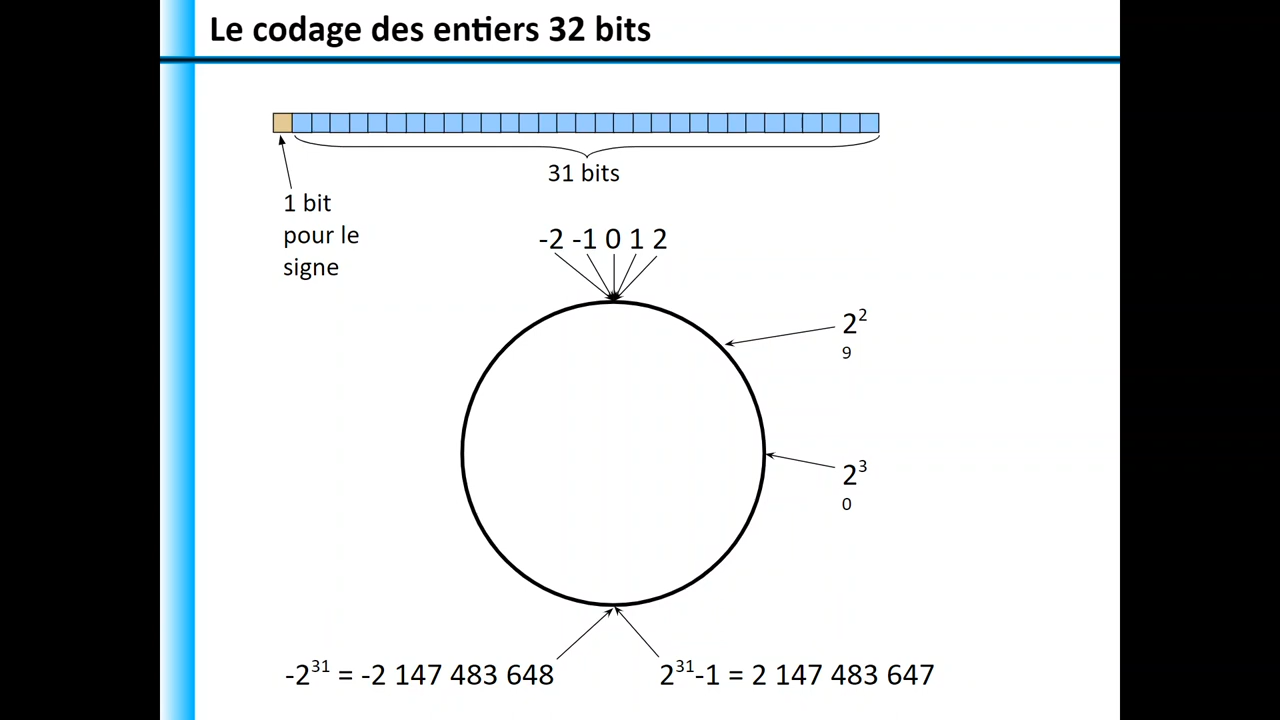 Le codage des entiers 32 bits
31 bits
1 bit
pour le
signe
-2 -1 0 1 2
2²
9
2³
0
-2³¹ = -2 147 483 648
2³¹-1 = 2 147 483 647